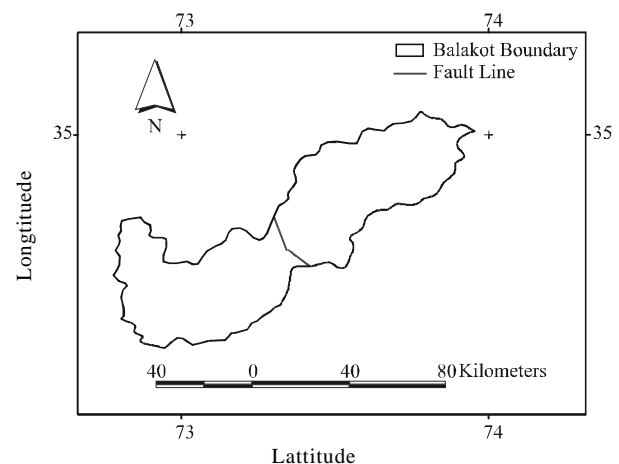 73 74
Balakot Boundary
Fault Line
N
35 35
Longtituede
40 0 40 80 Kilometers
73 74
Lattitude